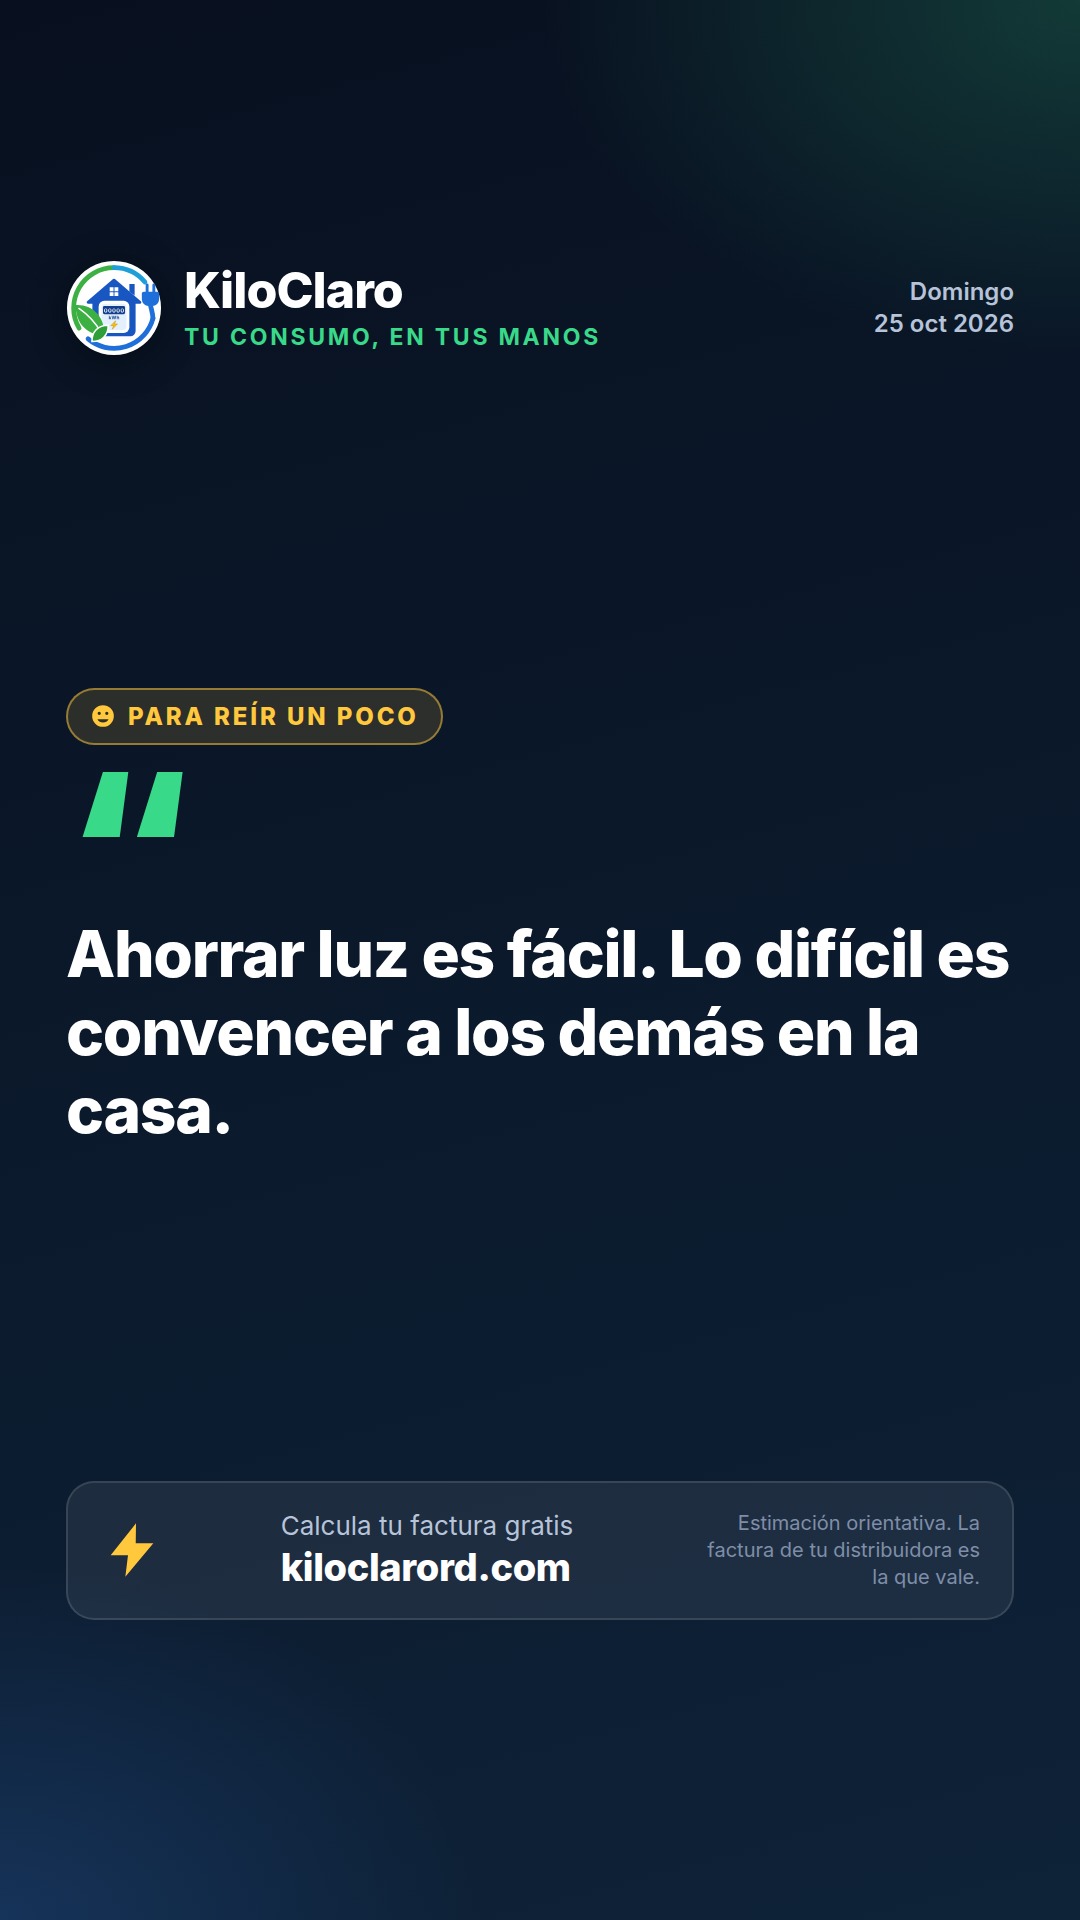 KiloClaro
TU CONSUMO, EN TUS MANOS
Domingo
25 oct 2026
PARA REÍR UN POCO
"
Ahorrar luz es fácil. Lo difícil es
convencer a los demás en la
casa.
Calcula tu factura gratis
kiloclarord.com
Estimación orientativa. La
factura de tu distribuidora es
la que vale.